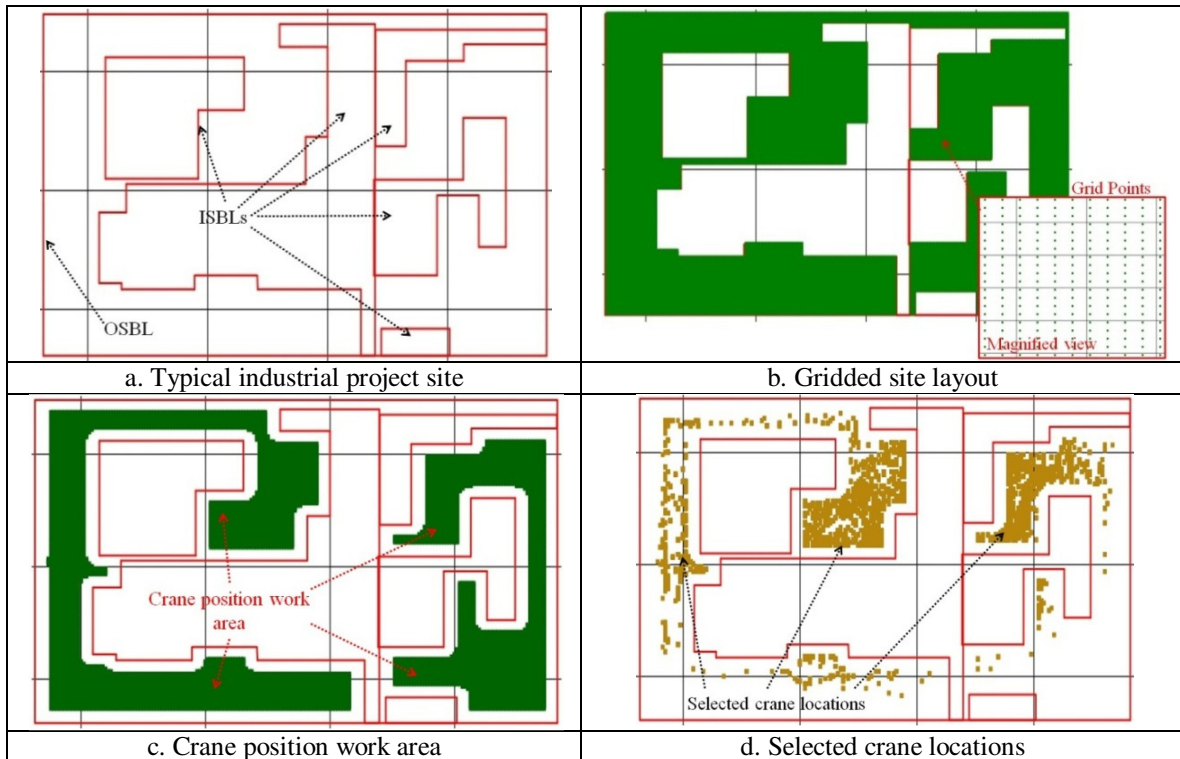 ISBLs
OSBL
a. Typical industrial project site
Grid Points
Magnified view
b. Gridded site layout
Crane position work
area
c. Crane position work area
Selected crane locations
d. Selected crane locations